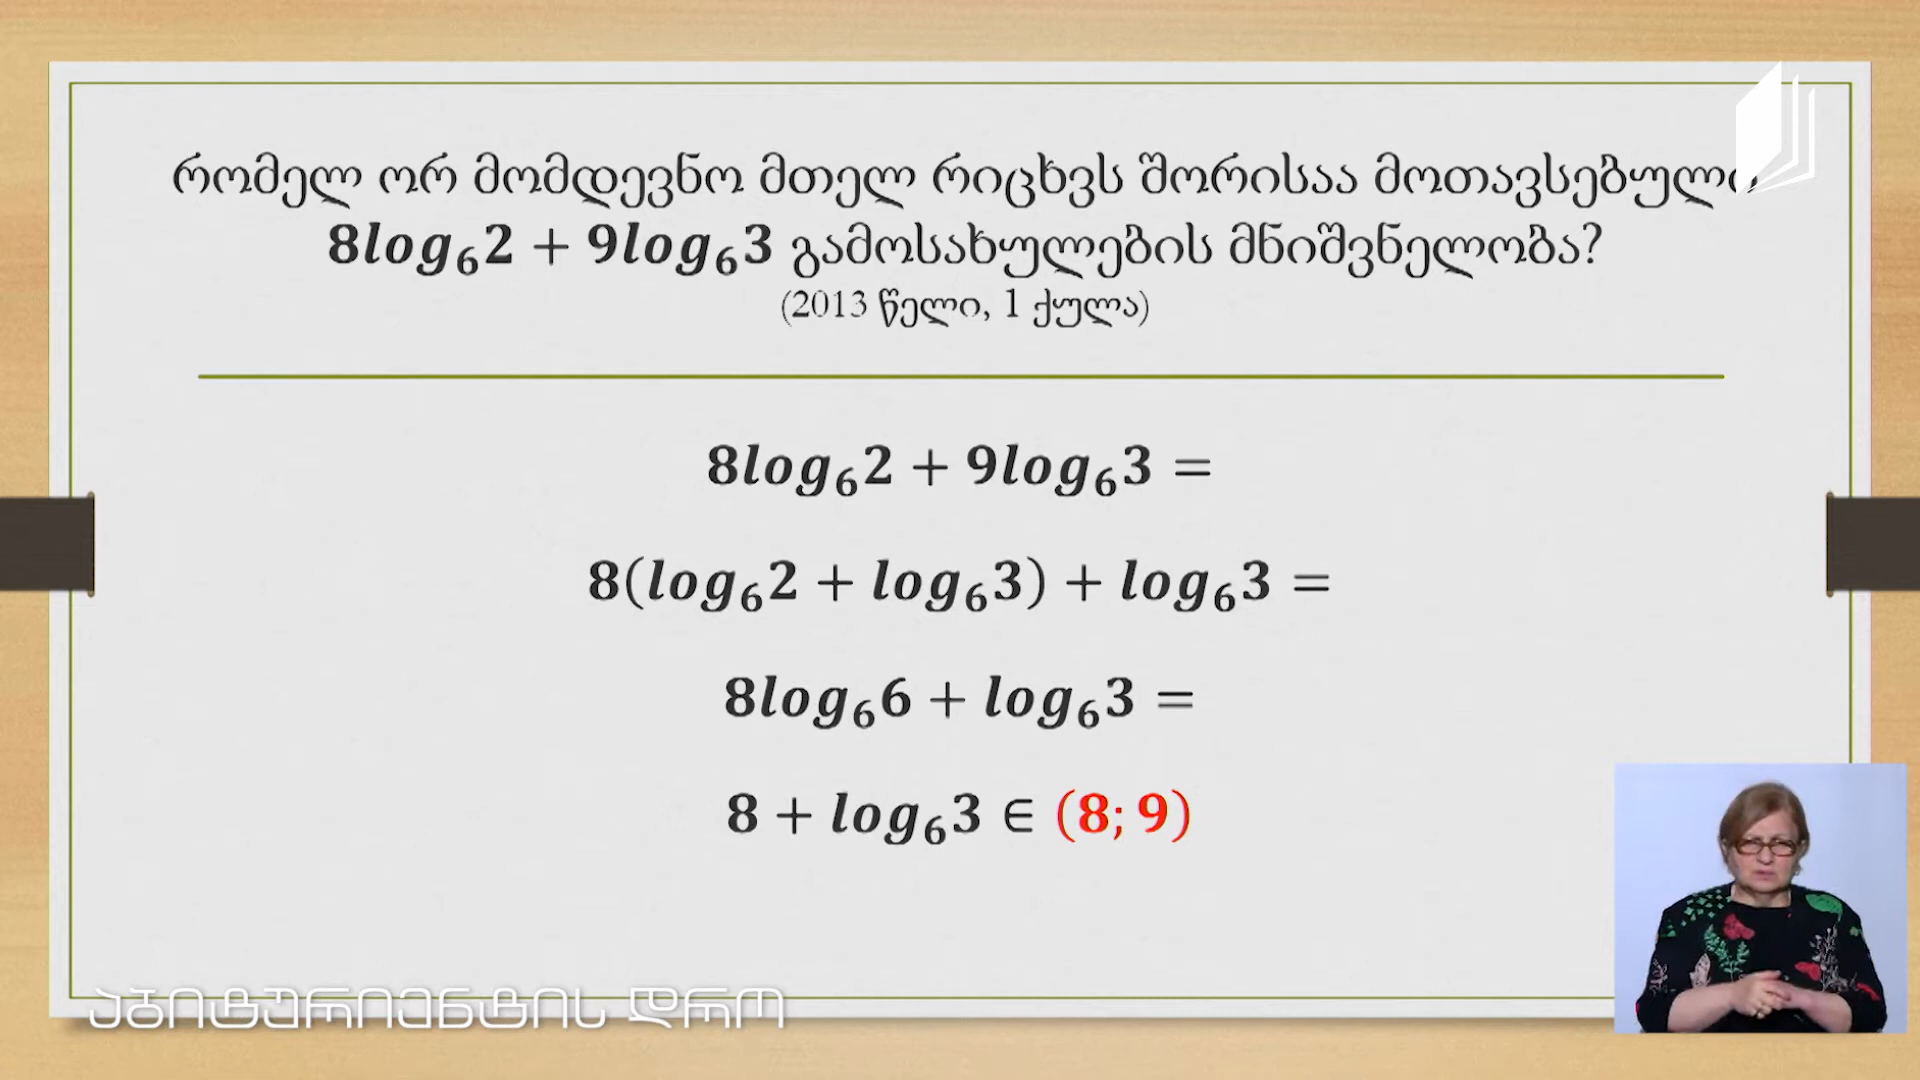 რომელ ორ მომდევნო მთელ რიცხვს შორისაა მოთავსებული
8log₆2 + 9log₆3 გამოსახულების მნიშვნელობა?
(2013 წელი, 1 ქულა)
8log₆2 + 9log₆3 =
8(log₆2 + log₆3) + log₆3 =
8log₆6 + log₆3 =
8 + log₆3 ∈ (8; 9)
აბიტურიენტის დრო